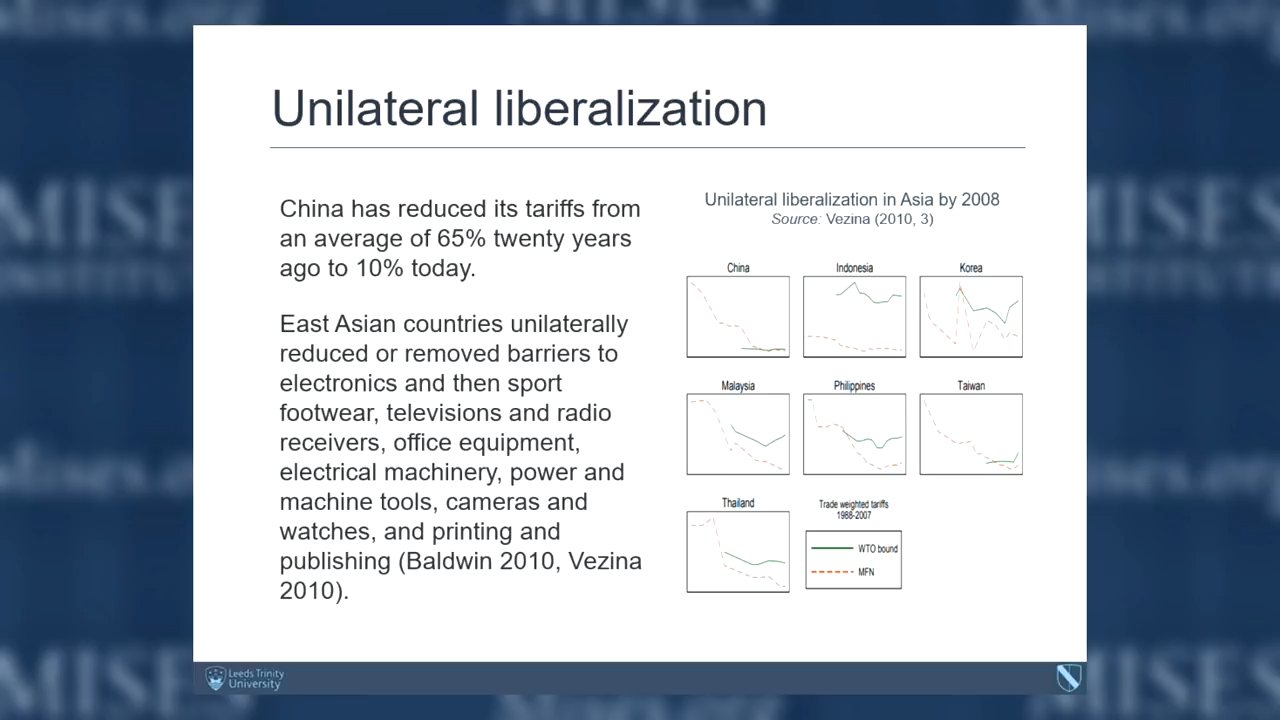 Unilateral liberalization
China has reduced its tariffs from
an average of 65% twenty years
ago to 10% today.
East Asian countries unilaterally
reduced or removed barriers to
electronics and then sport
footwear, televisions and radio
receivers, office equipment,
electrical machinery, power and
machine tools, cameras and
watches, and printing and
publishing (Baldwin 2010, Vezina
2010).
Unilateral liberalization in Asia by 2008
Source: Vezina (2010, 3)
China
Indonesia
Korea
Malaysia
Philippines
Taiwan
Thailand
Trade weighted tariffs
1988-2007
WTO bound
MFN
Leeds Trinity
University